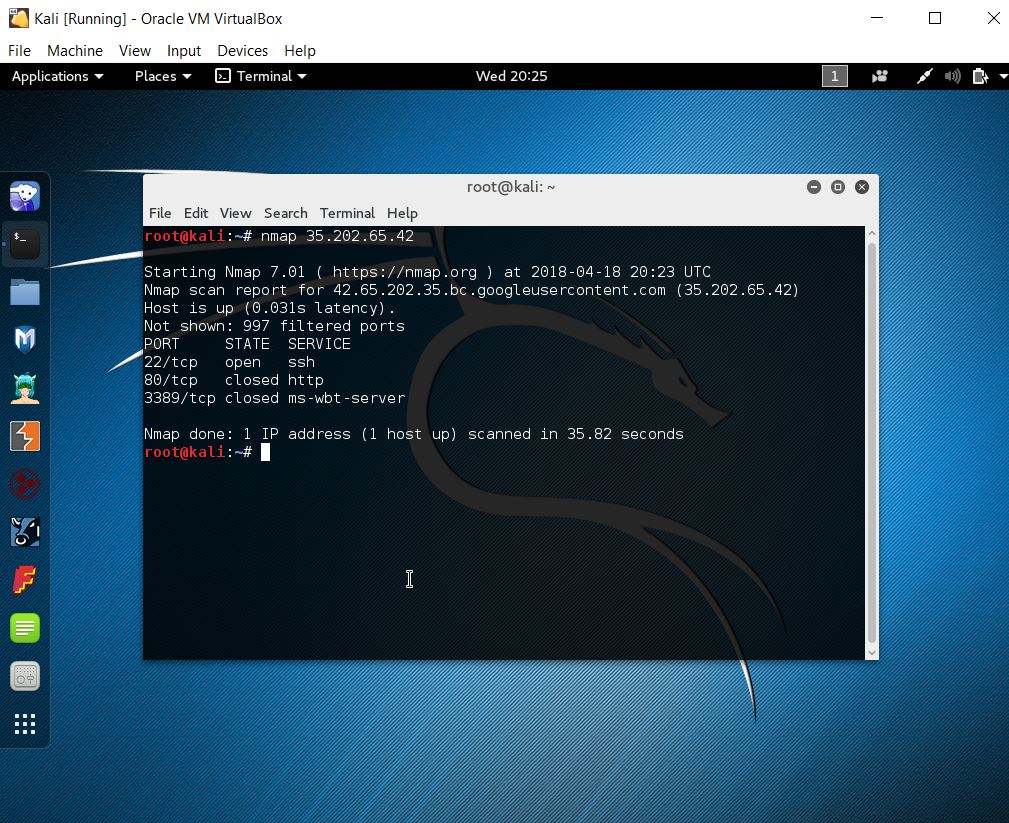 Kali [Running] - Oracle VM VirtualBox
File Machine View Input Devices Help
Applications Places Terminal Wed 20:25 1
root@kali: ~
File Edit View Search Terminal Help
root@kali:~# nmap 35.202.65.42
Starting Nmap 7.01 ( https://nmap.org ) at 2018-04-18 20:23 UTC
Nmap scan report for 42.65.202.35.bc.googleusercontent.com (35.202.65.42)
Host is up (0.031s latency).
Not shown: 997 filtered ports
PORT     STATE  SERVICE
22/tcp   open   ssh
80/tcp   closed http
3389/tcp closed ms-wbt-server
Nmap done: 1 IP address (1 host up) scanned in 35.82 seconds
root@kali:~#